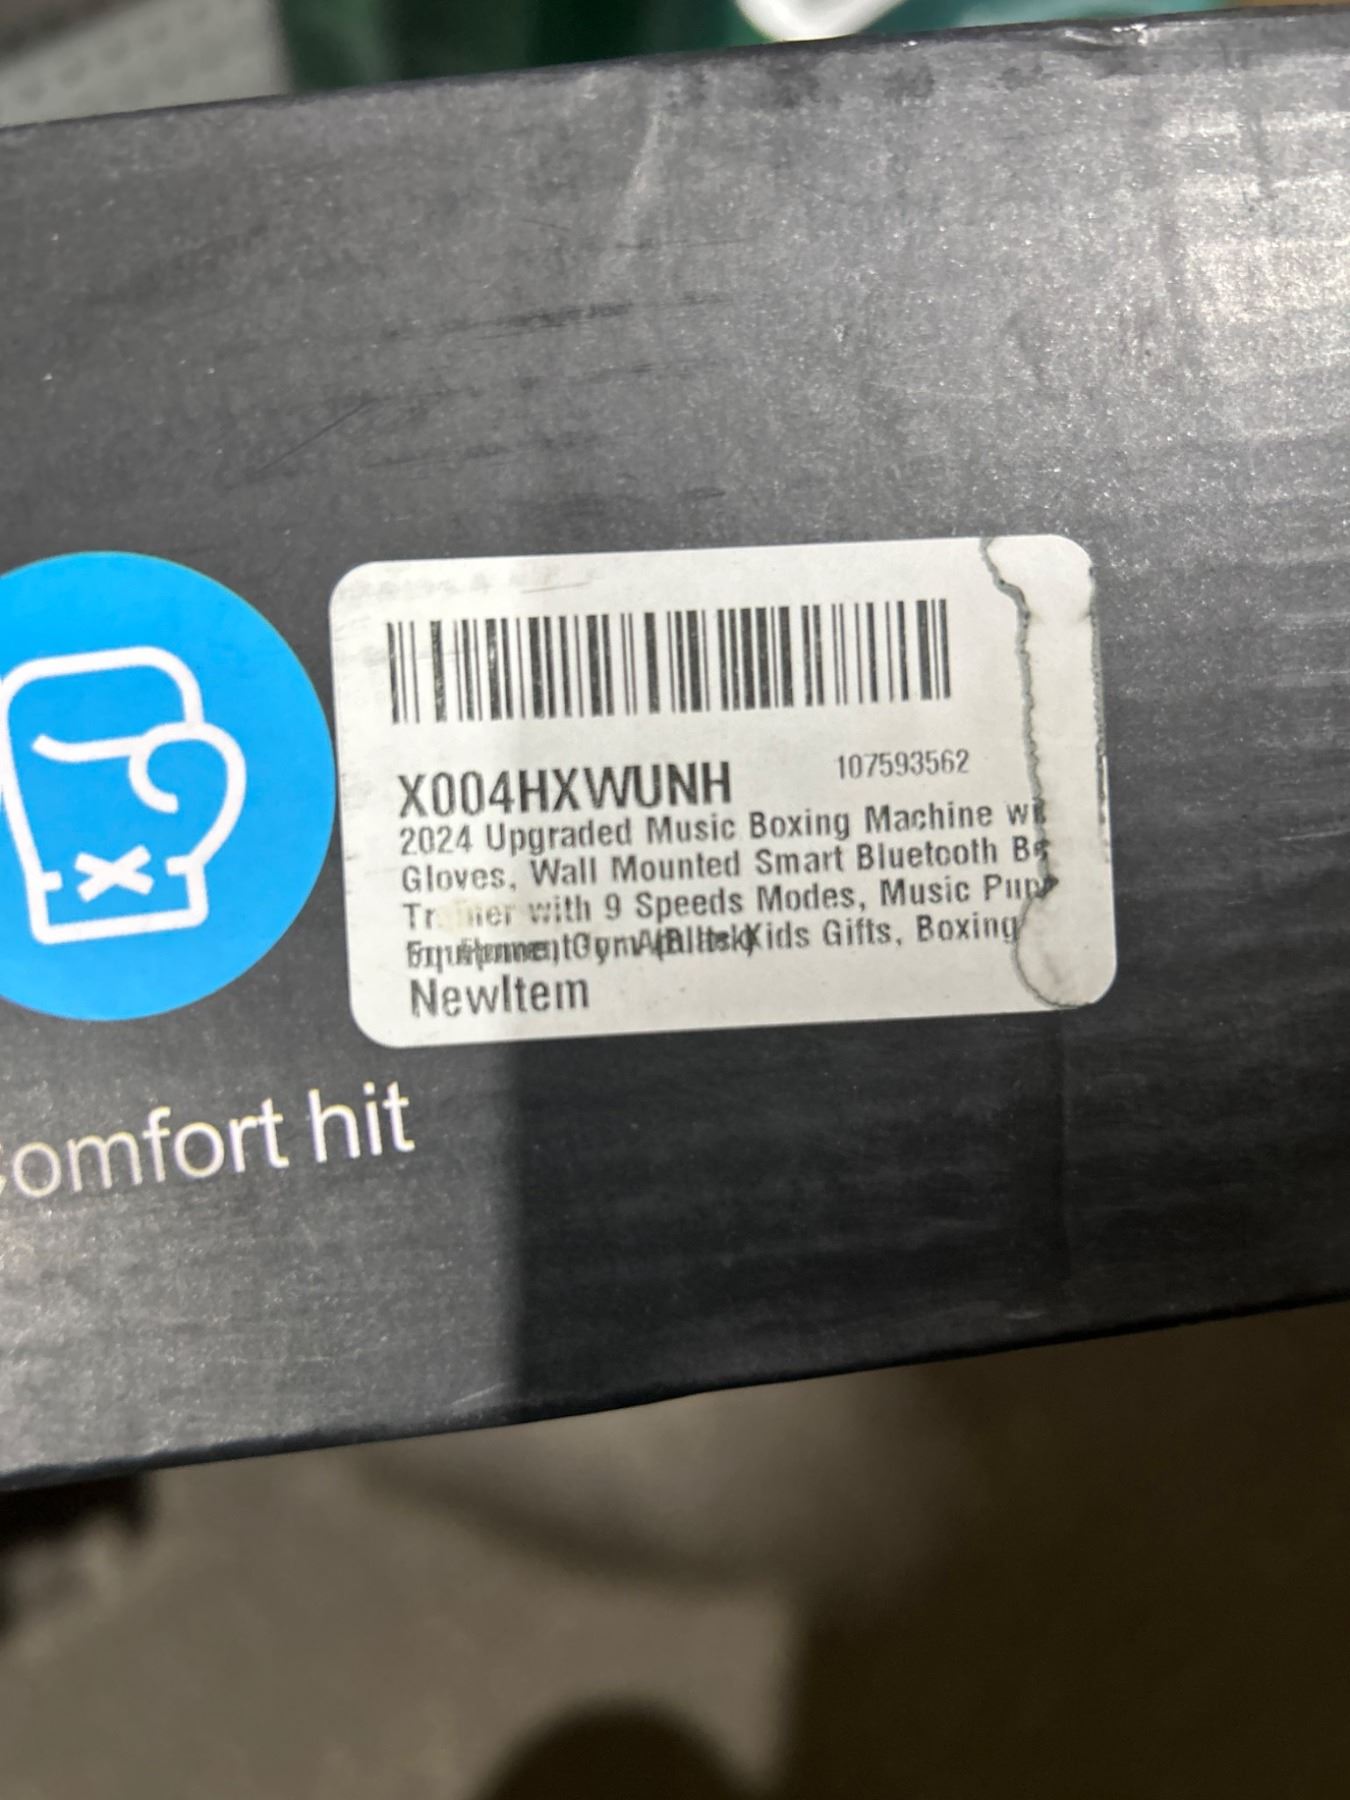 X004HXWUNH
107593562
2024 Upgraded Music Boxing Machine
Gloves, Wall Mounted Smart Bluetooth
with 9 Speeds Modes, Music
Kids Gifts, Boxing
NewItem
omfort hit